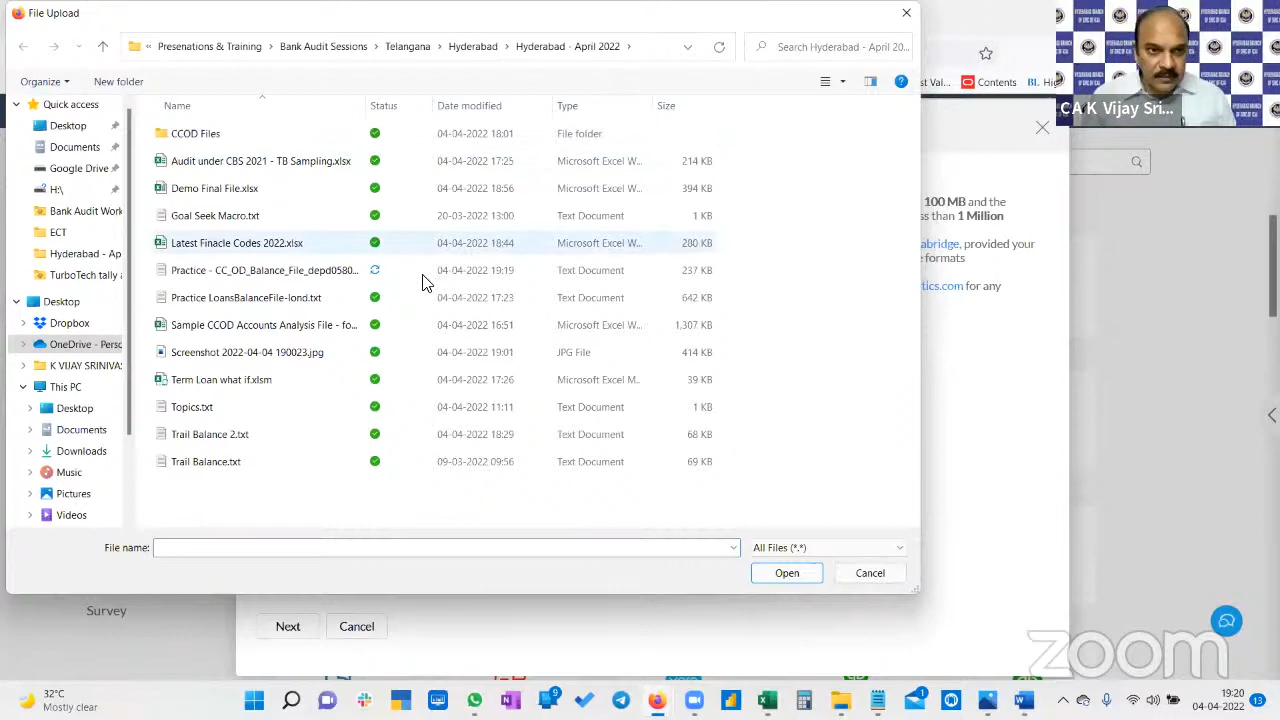 File Upload
« Presenations & Training > Bank Audit Sessions > Telangana > Hyderabad > Hyderabad - April 2022 >
Search Hyderabad - April 20...
Organize
New folder
Name
Status
Date modified
Type
Size
Quick access
Desktop
Documents
Google Drive
H:\
Bank Audit Work
ECT
Hyderabad - Ap
TurboTech tally a
Desktop
Dropbox
OneDrive - Perso
K VIJAY SRINIVAS
This PC
Desktop
Documents
Downloads
Music
Pictures
Videos
CCOD Files 04-04-2022 18:01 File folder
Audit under CBS 2021 - TB Sampling.xlsx 04-04-2022 17:25 Microsoft Excel W... 214 KB
Demo Final File.xlsx 04-04-2022 18:56 Microsoft Excel W... 394 KB
Goal Seek Macro.txt 20-03-2022 13:00 Text Document 1 KB
Latest Finacle Codes 2022.xlsx 04-04-2022 18:44 Microsoft Excel W... 280 KB
Practice - CC_OD_Balance_File_depd0580... 04-04-2022 19:19 Text Document 237 KB
Practice LoansBalanceFile-lond.txt 04-04-2022 17:23 Text Document 642 KB
Sample CCOD Accounts Analysis File - fo... 04-04-2022 16:51 Microsoft Excel W... 1,307 KB
Screenshot 2022-04-04 190023.jpg 04-04-2022 19:01 JPG File 414 KB
Term Loan what if.xlsm 04-04-2022 17:26 Microsoft Excel M... 39 KB
Topics.txt 04-04-2022 11:11 Text Document 1 KB
Trail Balance 2.txt 04-04-2022 18:29 Text Document 68 KB
Trail Balance.txt 09-03-2022 09:56 Text Document 69 KB
File name:
All Files (*.*)
Open
Cancel
st Val...
Contents
BL
C A K Vijay Sri...
100 MB and the
ss than 1 Million
abridge, provided your
e formats
tics.com for any
Survey
Next
Cancel
zoom
32°C
Mostly clear
9
1
19:20
04-04-2022
13